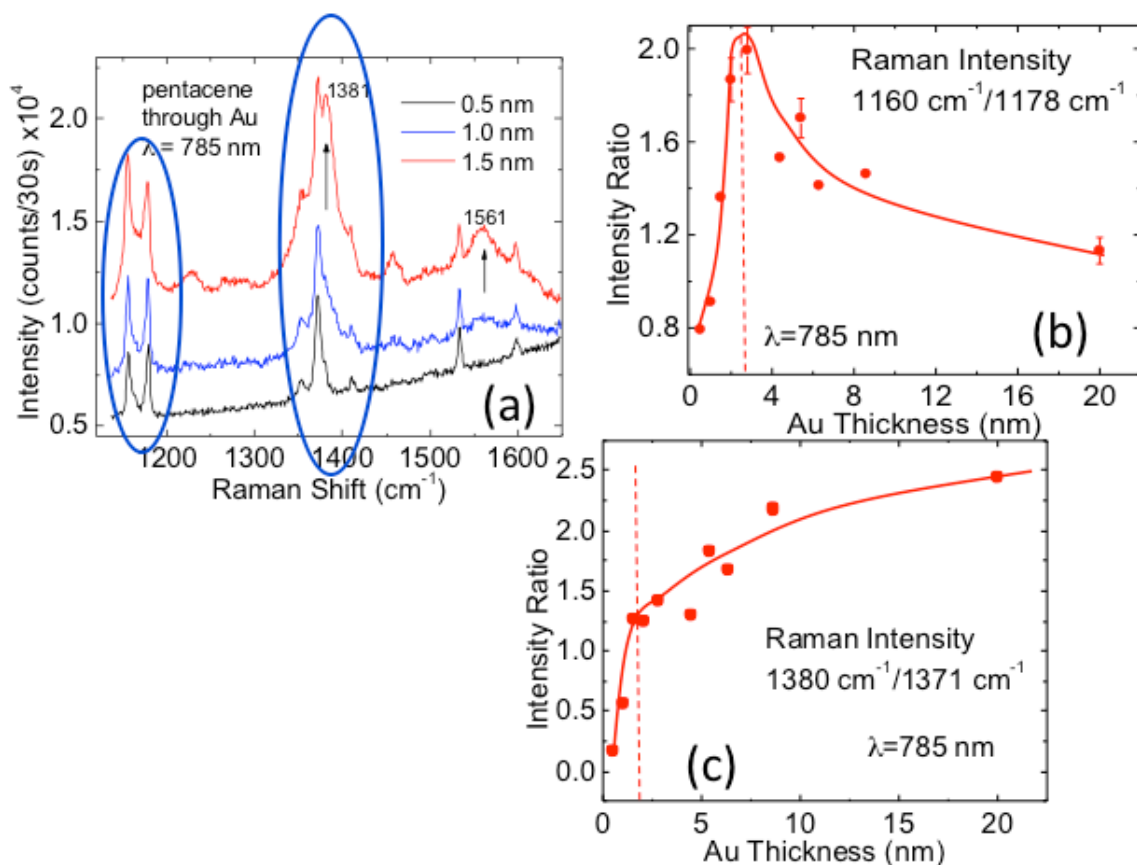 pentacene
through Au
λ = 785 nm
1381
0.5 nm
1.0 nm
1.5 nm
1561
2.0
1.5
1.0
0.5
Intensity (counts/30s) x10⁴
(a)
1200 1300 1400 1500 1600
Raman Shift (cm⁻¹)
Raman Intensity
1160 cm⁻¹/1178 cm⁻¹
2.0
1.6
1.2
0.8
Intensity Ratio
λ=785 nm
(b)
0 4 8 12 16 20
Au Thickness (nm)
2.5
2.0
1.5
1.0
0.5
0.0
Intensity Ratio
Raman Intensity
1380 cm⁻¹/1371 cm⁻¹
λ=785 nm
(c)
0 5 10 15 20
Au Thickness (nm)